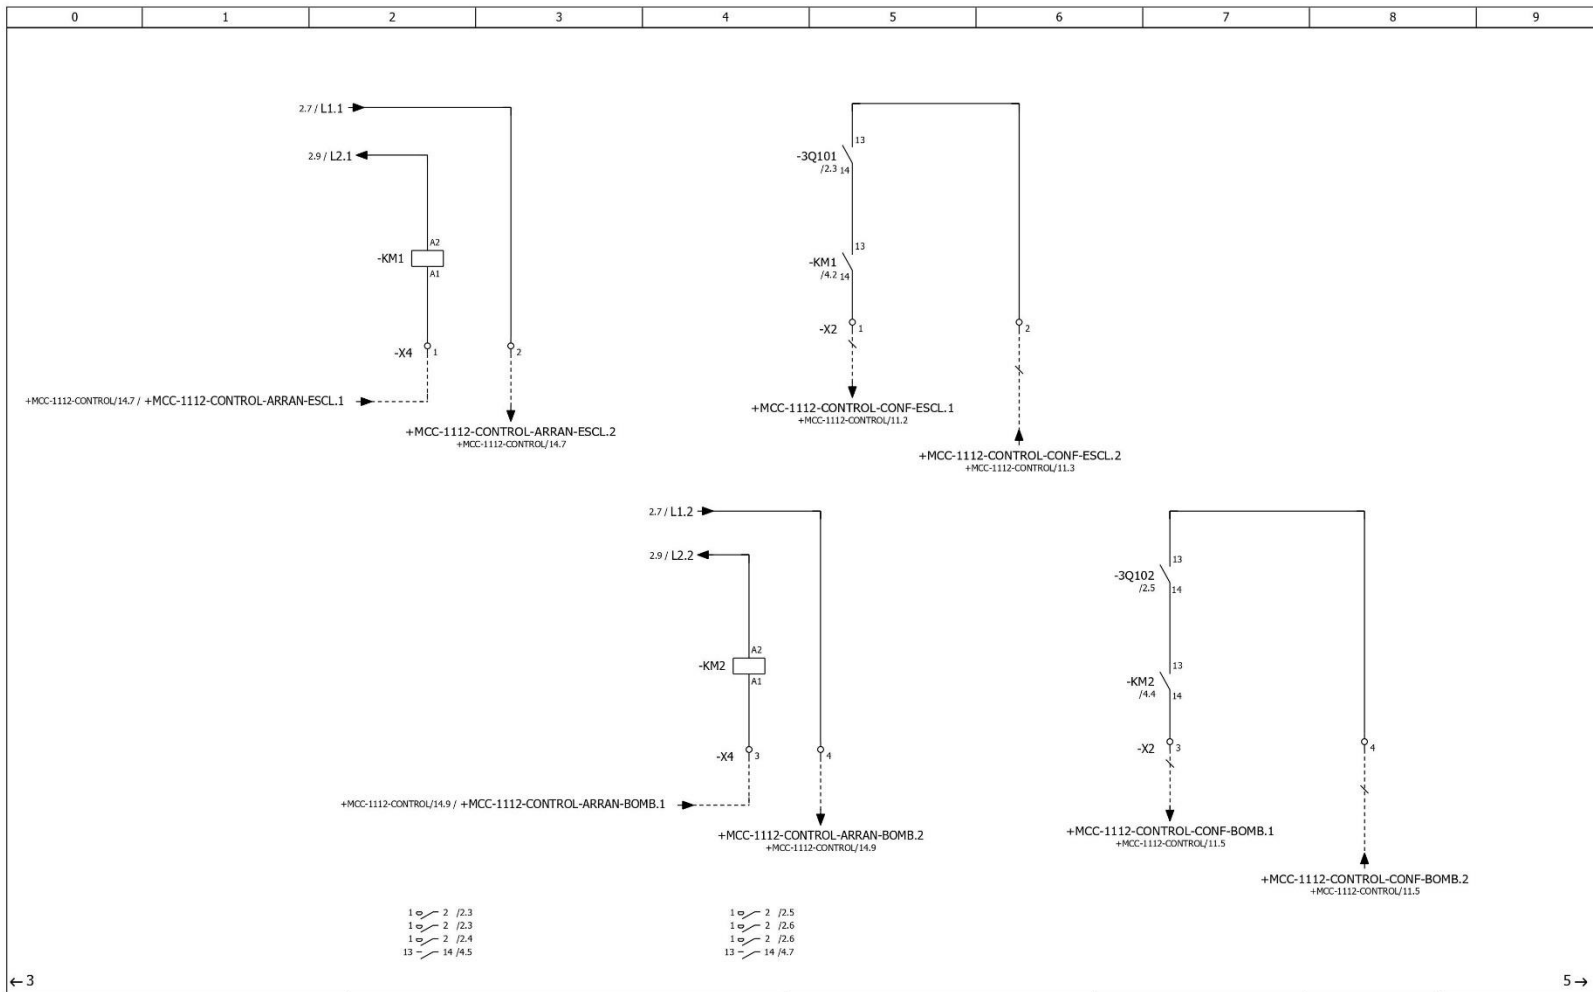 0 1 2 3 4 5 6 7 8 9
2.7 / L1.1
2.9 / L2.1
A2
-KM1
A1
-X4 1 2
+MCC-1112-CONTROL/14.7 / +MCC-1112-CONTROL-ARRAN-ESCL.1
+MCC-1112-CONTROL-ARRAN-ESCL.2
+MCC-1112-CONTROL/14.7
13
-3Q101
/2.3 14
13
-KM1
/4.2 14
-X2 1 2
+MCC-1112-CONTROL-CONF-ESCL.1
+MCC-1112-CONTROL/11.2
+MCC-1112-CONTROL-CONF-ESCL.2
+MCC-1112-CONTROL/11.3
2.7 / L1.2
2.9 / L2.2
A2
-KM2
A1
-X4 3 4
+MCC-1112-CONTROL/14.9 / +MCC-1112-CONTROL-ARRAN-BOMB.1
+MCC-1112-CONTROL-ARRAN-BOMB.2
+MCC-1112-CONTROL/14.9
13
-3Q102
/2.5 14
13
-KM2
/4.4 14
-X2 3 4
+MCC-1112-CONTROL-CONF-BOMB.1
+MCC-1112-CONTROL/11.5
+MCC-1112-CONTROL-CONF-BOMB.2
+MCC-1112-CONTROL/11.5
1 2 /2.3
1 2 /2.3
1 2 /2.4
13 14 /4.5
1 2 /2.5
1 2 /2.6
1 2 /2.6
13 14 /4.7
←3
5→